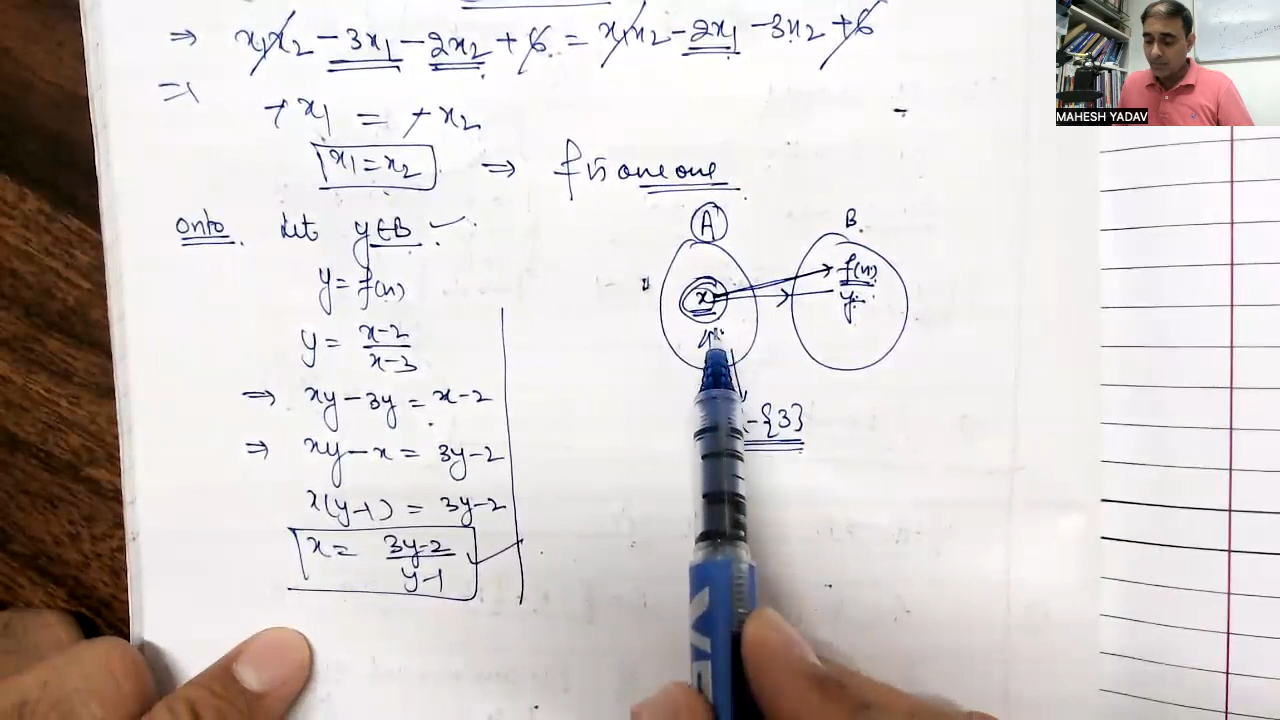 ⇒ x₁x₂ - 3x₁ - 2x₂ + 6 = x₁x₂ - 2x₁ - 3x₂ + 6
⇒
+ x₁ = + x₂
x₁ = x₂ ⇒ f is one one
Onto. Let y∈B ✓
y = f(x)
y = x-2/x-3
⇒ xy - 3y = x - 2
⇒ xy - x = 3y - 2
x(y-1) = 3y-2
x = 3y-2/y-1
A B.
x f(x)
y
-{3}
MAHESH YADAV